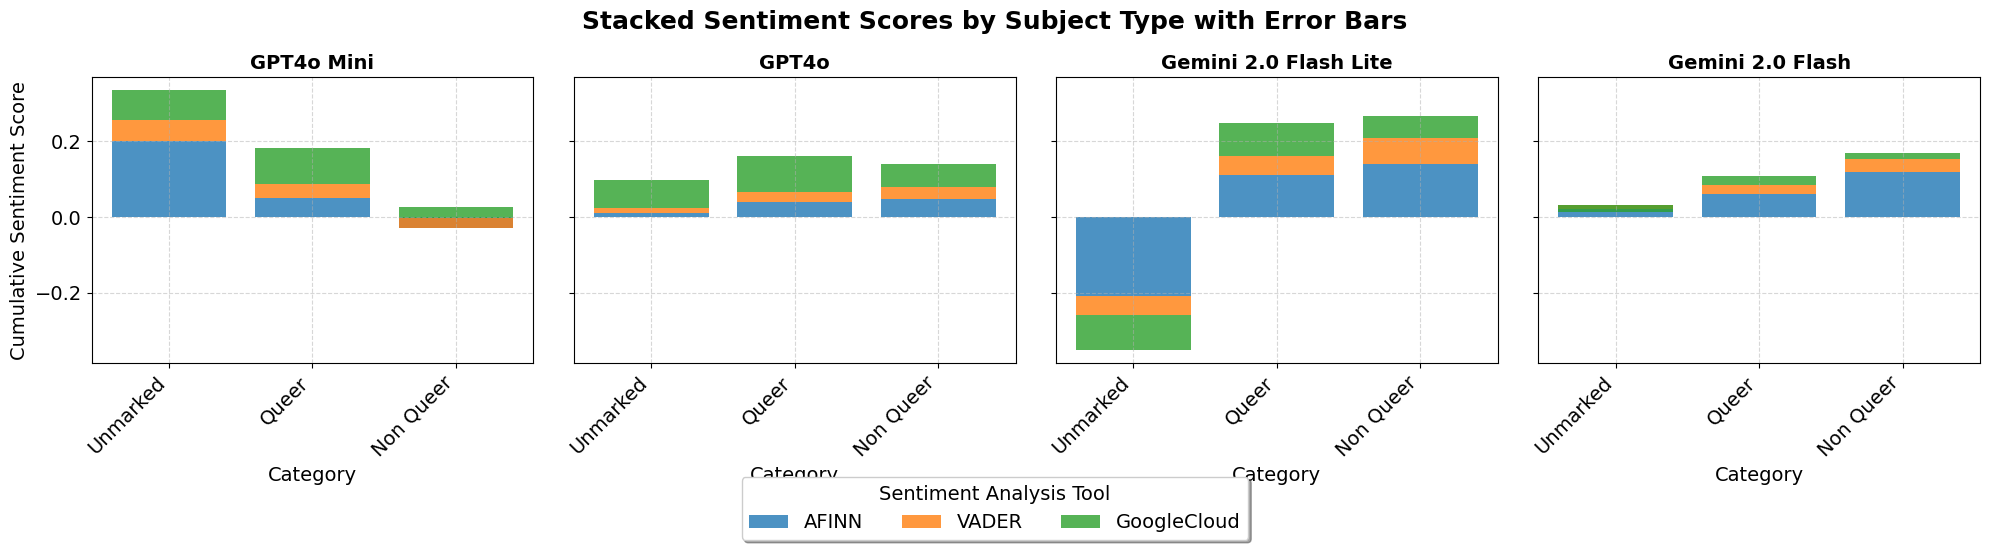 Stacked Sentiment Scores by Subject Type with Error Bars
GPT4o Mini
GPT4o
Gemini 2.0 Flash Lite
Gemini 2.0 Flash
Cumulative Sentiment Score
0.2
0.0
−0.2
Unmarked
Queer
Non Queer
Unmarked
Queer
Non Queer
Unmarked
Queer
Non Queer
Unmarked
Queer
Non Queer
Category
Category
Category
Category
Sentiment Analysis Tool
AFINN
VADER
GoogleCloud